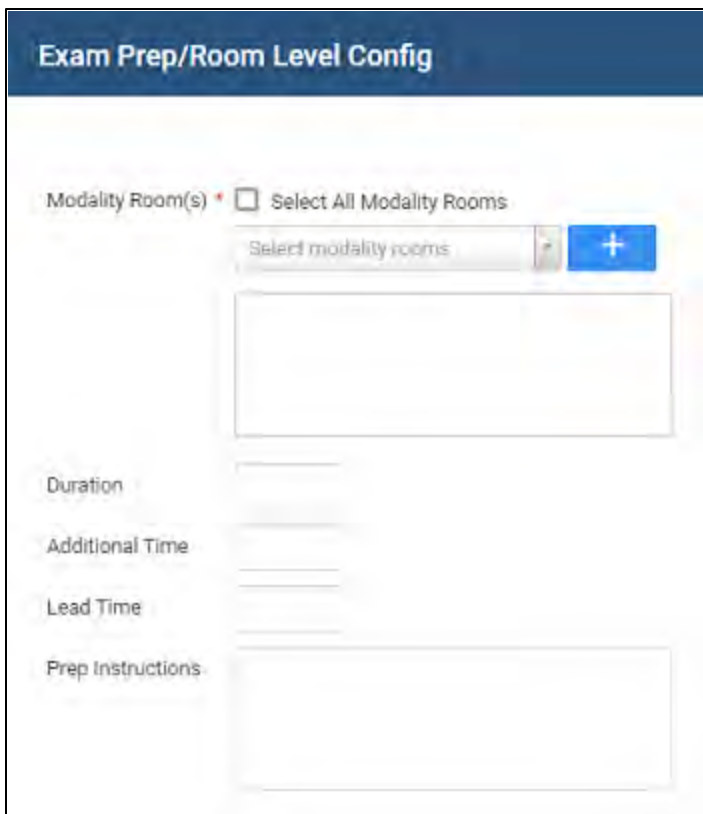 Exam Prep/Room Level Config
Modality Room(s) * Select All Modality Rooms
Select modality rooms +
Duration
Additional Time
Lead Time
Prep Instructions